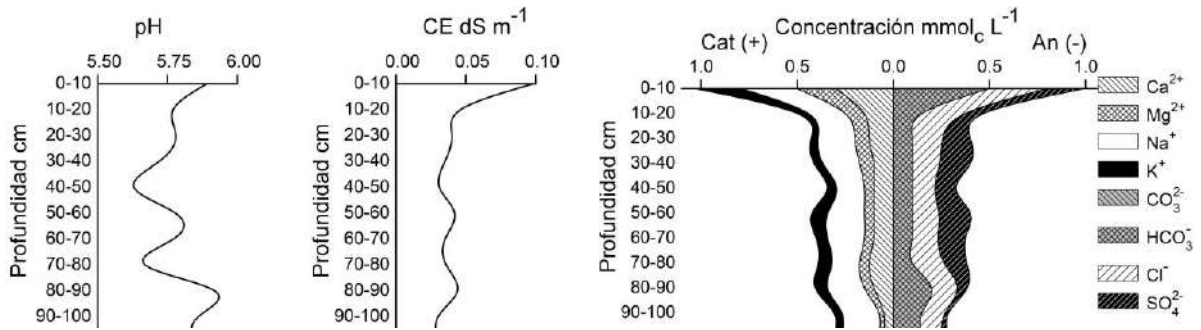 pH
5.50 5.75 6.00
Profundidad cm
0-10
10-20
20-30
30-40
40-50
50-60
60-70
70-80
80-90
90-100
CE dS m⁻¹
0.00 0.05 0.10
Profundidad cm
0-10
10-20
20-30
30-40
40-50
50-60
60-70
70-80
80-90
90-100
Concentración mmol_c L⁻¹
Cat (+) An (-)
1.0 0.5 0.0 0.5 1.0
Profundidad cm
0-10
10-20
20-30
30-40
40-50
50-60
60-70
70-80
80-90
90-100
Ca²⁺
Mg²⁺
Na⁺
K⁺
CO₃²⁻
HCO₃⁻
Cl⁻
SO₄²⁻